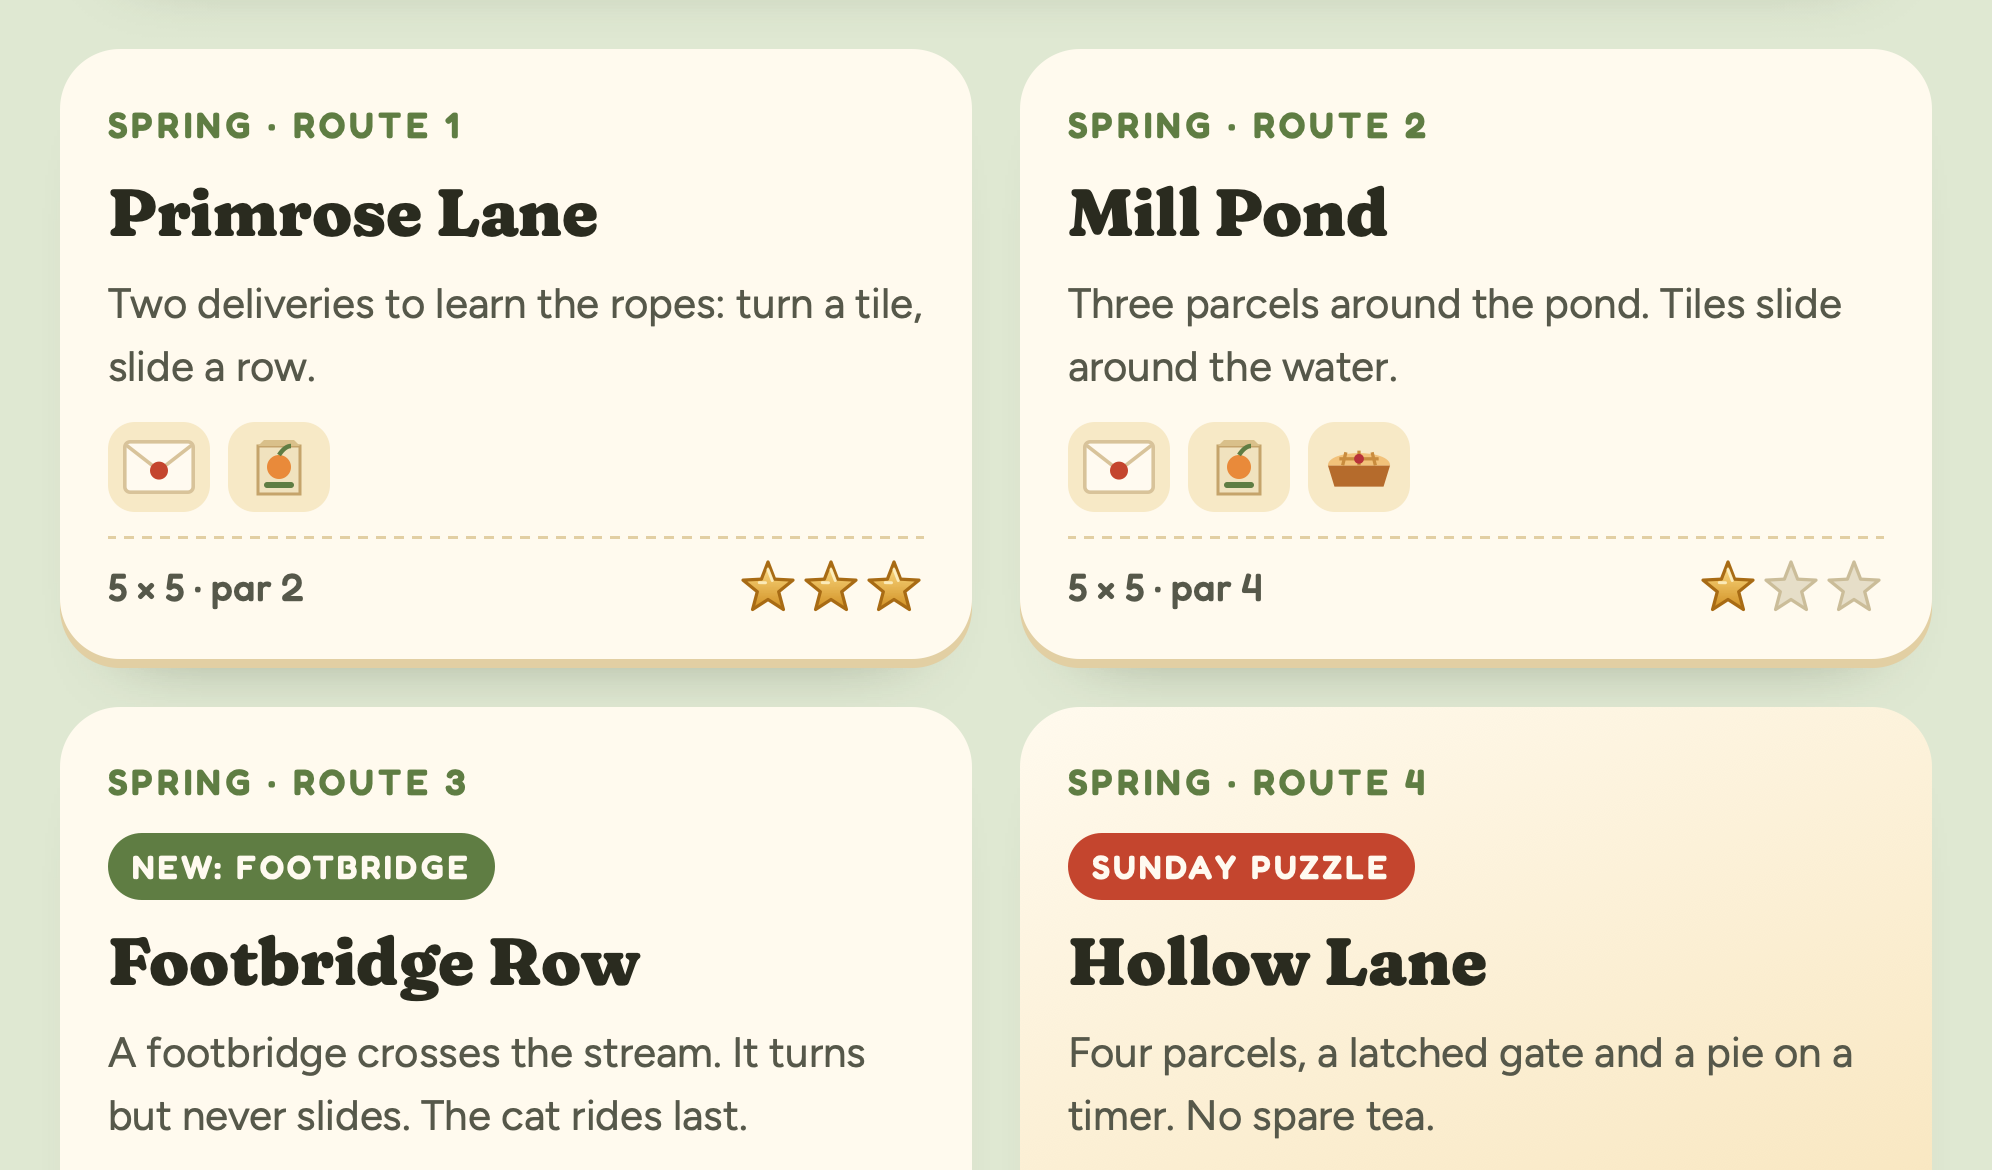 SPRING · ROUTE 1
Primrose Lane
Two deliveries to learn the ropes: turn a tile,
slide a row.
5 × 5 · par 2
SPRING · ROUTE 2
Mill Pond
Three parcels around the pond. Tiles slide
around the water.
5 × 5 · par 4
SPRING · ROUTE 3
NEW: FOOTBRIDGE
Footbridge Row
A footbridge crosses the stream. It turns
but never slides. The cat rides last.
SPRING · ROUTE 4
SUNDAY PUZZLE
Hollow Lane
Four parcels, a latched gate and a pie on a
timer. No spare tea.